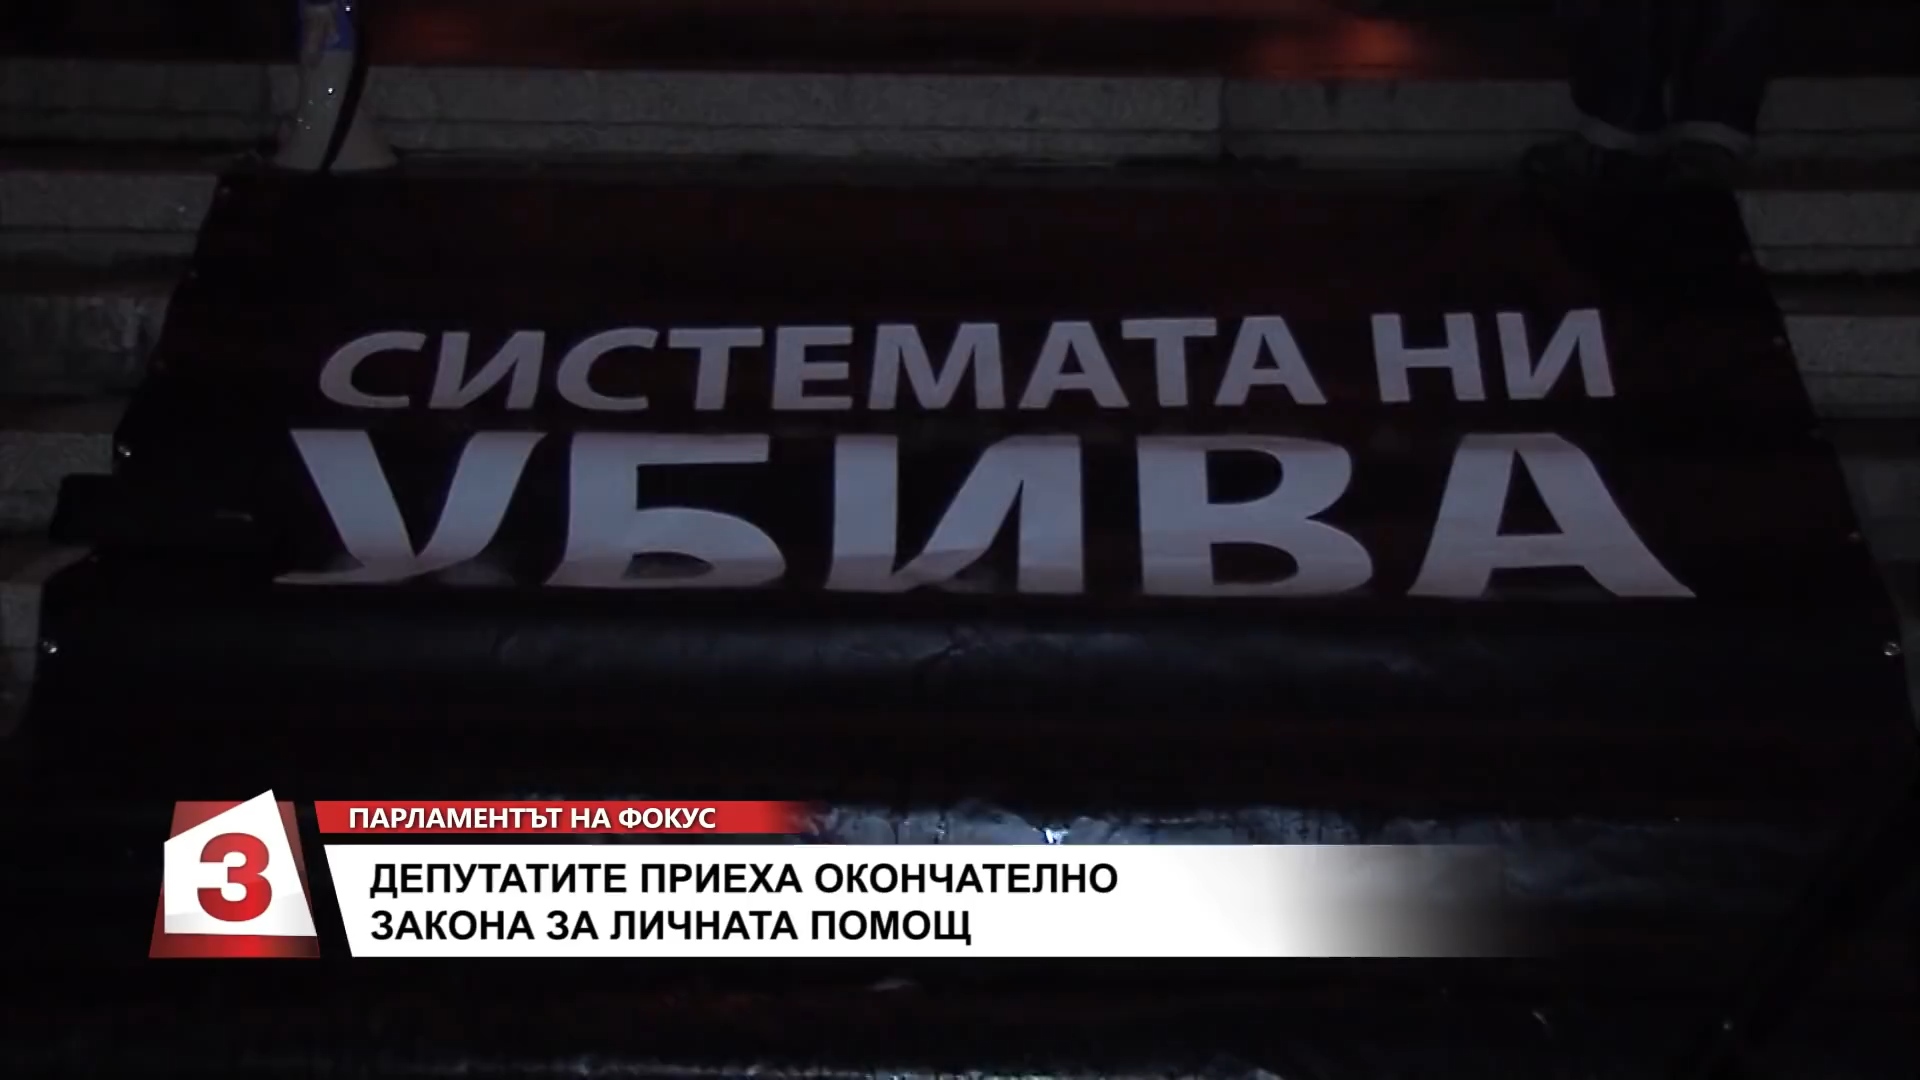 СИСТЕМАТА НИ
УБИВА
3
ПАРЛАМЕНТЪТ НА ФОКУС
ДЕПУТАТИТЕ ПРИЕХА ОКОНЧАТЕЛНО
ЗАКОНА ЗА ЛИЧНАТА ПОМОЩ